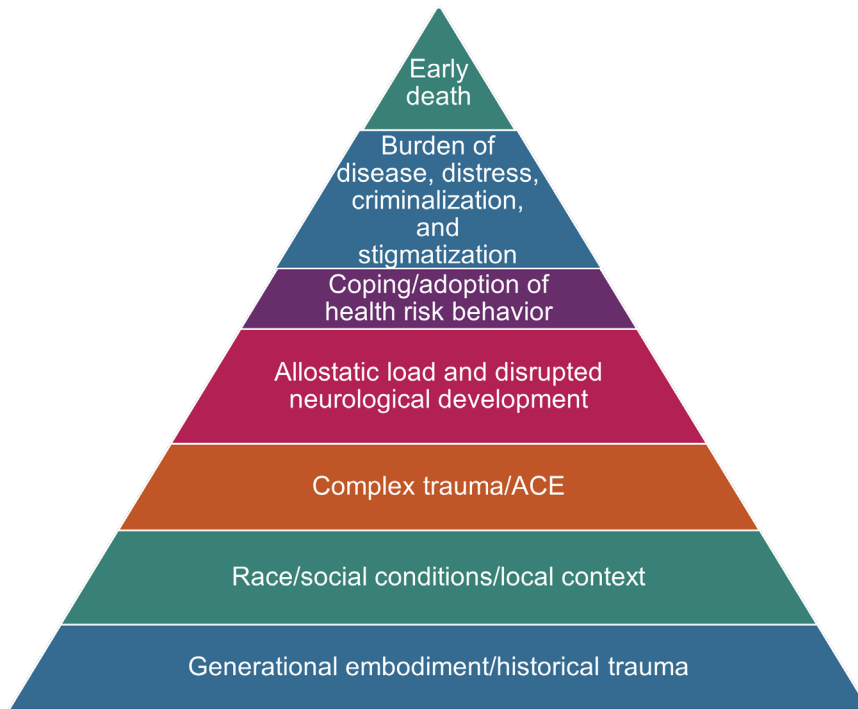 Early
death
Burden of
disease, distress,
criminalization,
and
stigmatization
Coping/adoption of
health risk behavior
Allostatic load and disrupted
neurological development
Complex trauma/ACE
Race/social conditions/local context
Generational embodiment/historical trauma